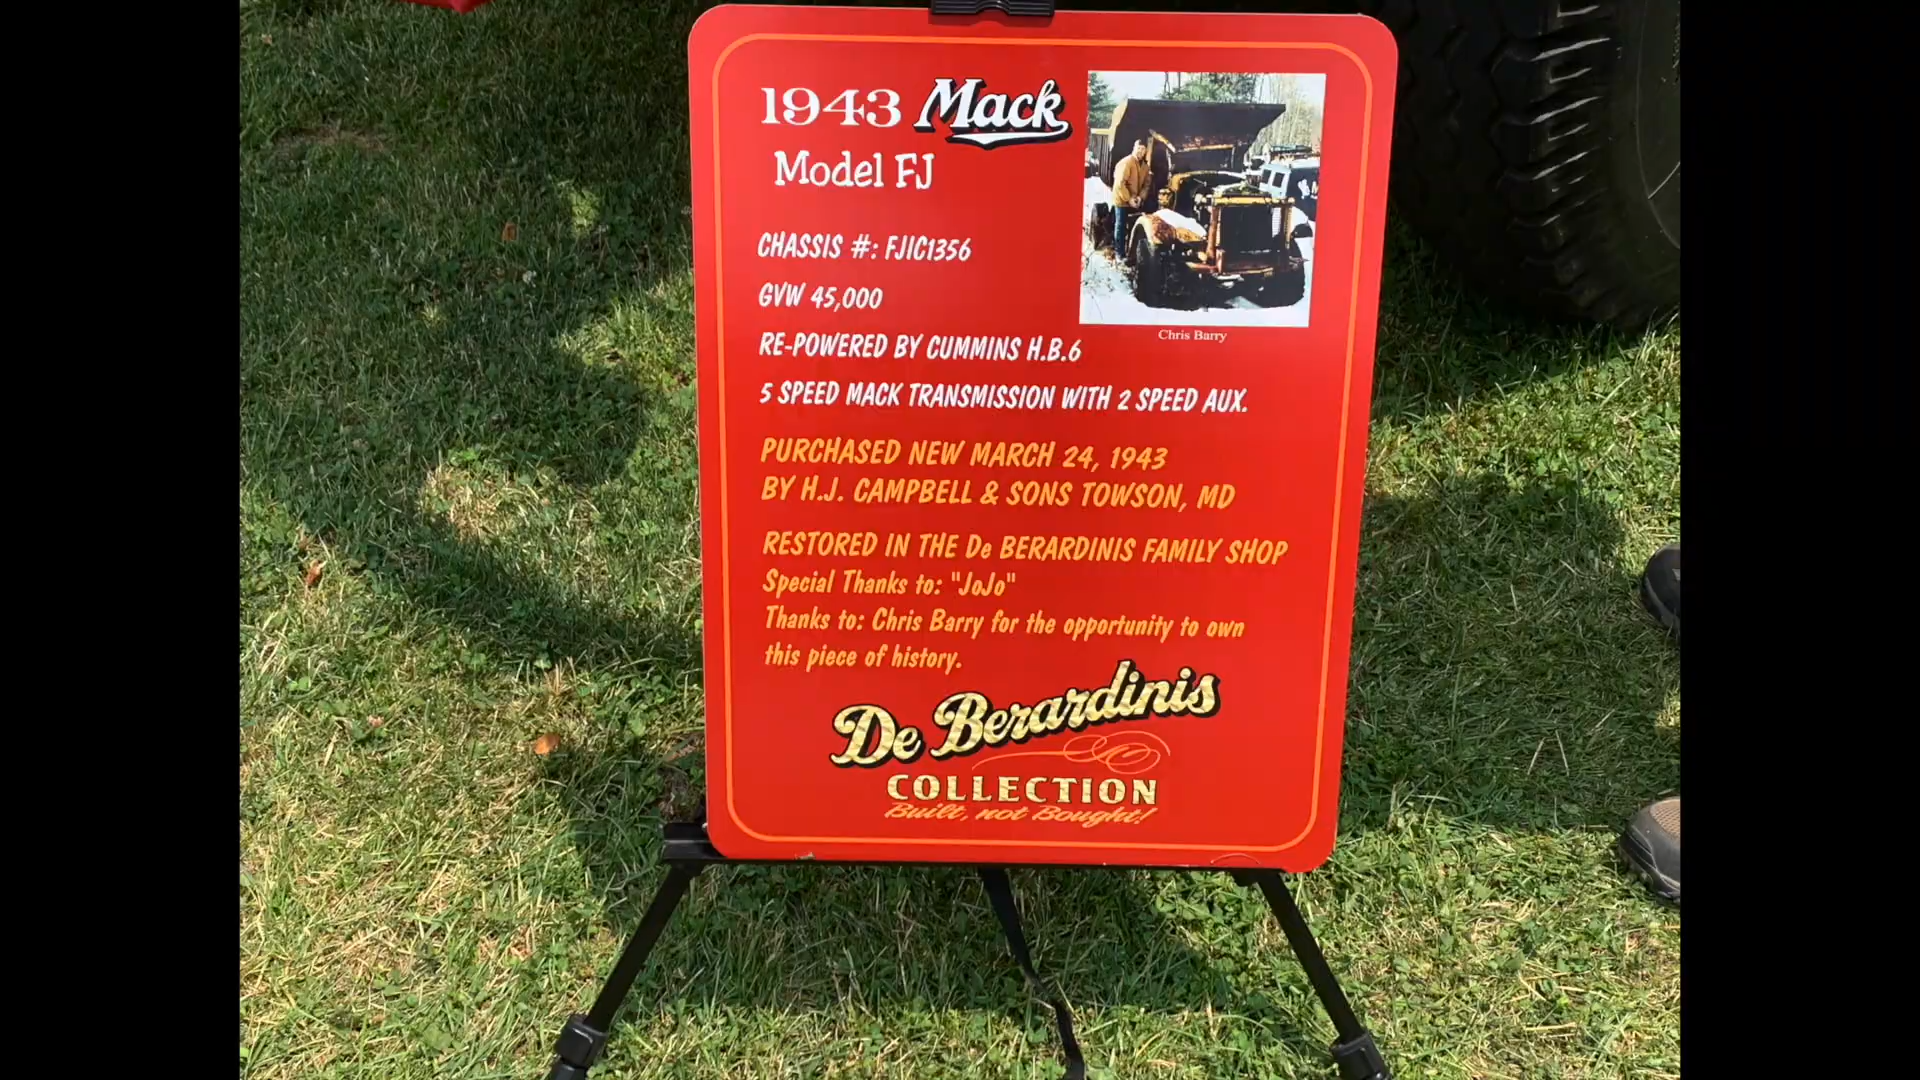 1943 Mack
Model FJ
CHASSIS #: FJIC1356
GVW 45,000
Chris Barry
RE-POWERED BY CUMMINS H.B.6
5 SPEED MACK TRANSMISSION WITH 2 SPEED AUX.
PURCHASED NEW MARCH 24, 1943
BY H.J. CAMPBELL & SONS TOWSON, MD
RESTORED IN THE De BERARDINIS FAMILY SHOP
Special Thanks to: "JoJo"
Thanks to: Chris Barry for the opportunity to own
this piece of history.
De Berardinis
COLLECTION
Built, not Bought!